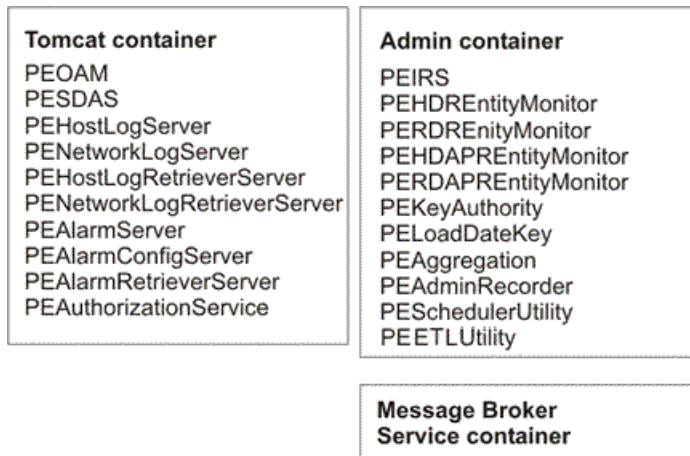 Tomcat container
PEOAM
PESDAS
PEHostLogServer
PENetworkLogServer
PEHostLogRetrieverServer
PENetworkLogRetrieverServer
PEAlarmServer
PEAlarmConfigServer
PEAlarmRetrieverServer
PEAuthorizationService
Admin container
PEIRS
PEHDREntityMonitor
PERDREnityMonitor
PEHDAPREntityMonitor
PERDAPREntityMonitor
PEKeyAuthority
PELoadDateKey
PEAggregation
PEAdminRecorder
PESchedulerUtility
PEETLUtility
Message Broker
Service container